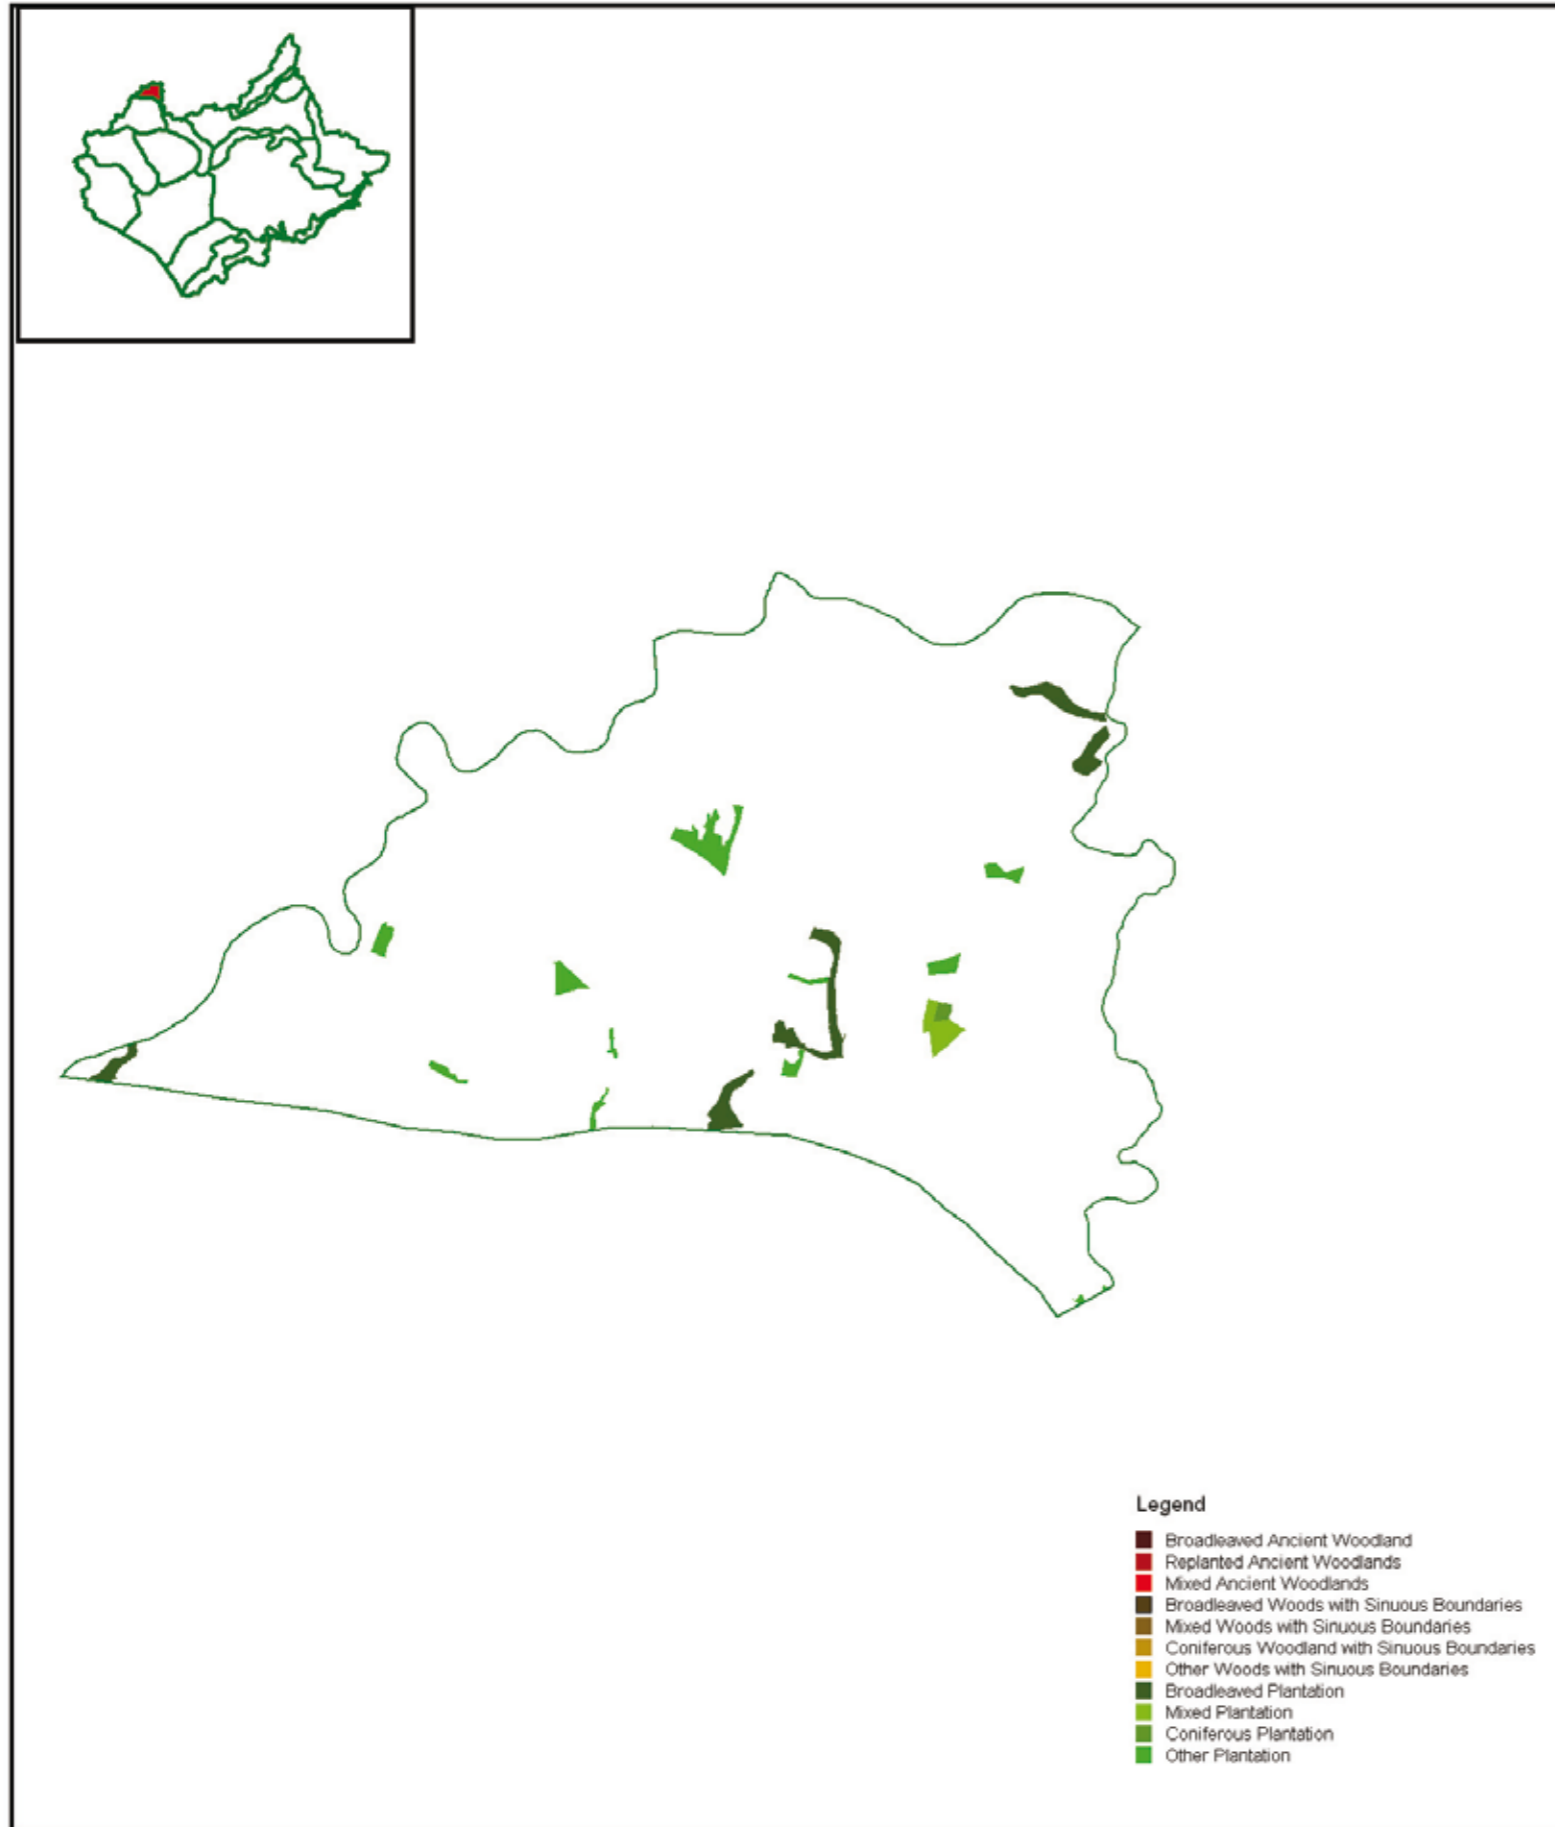 Legend
Broadleaved Ancient Woodland
Replanted Ancient Woodlands
Mixed Ancient Woodlands
Broadleaved Woods with Sinuous Boundaries
Mixed Woods with Sinuous Boundaries
Coniferous Woodland with Sinuous Boundaries
Other Woods with Sinuous Boundaries
Broadleaved Plantation
Mixed Plantation
Coniferous Plantation
Other Plantation